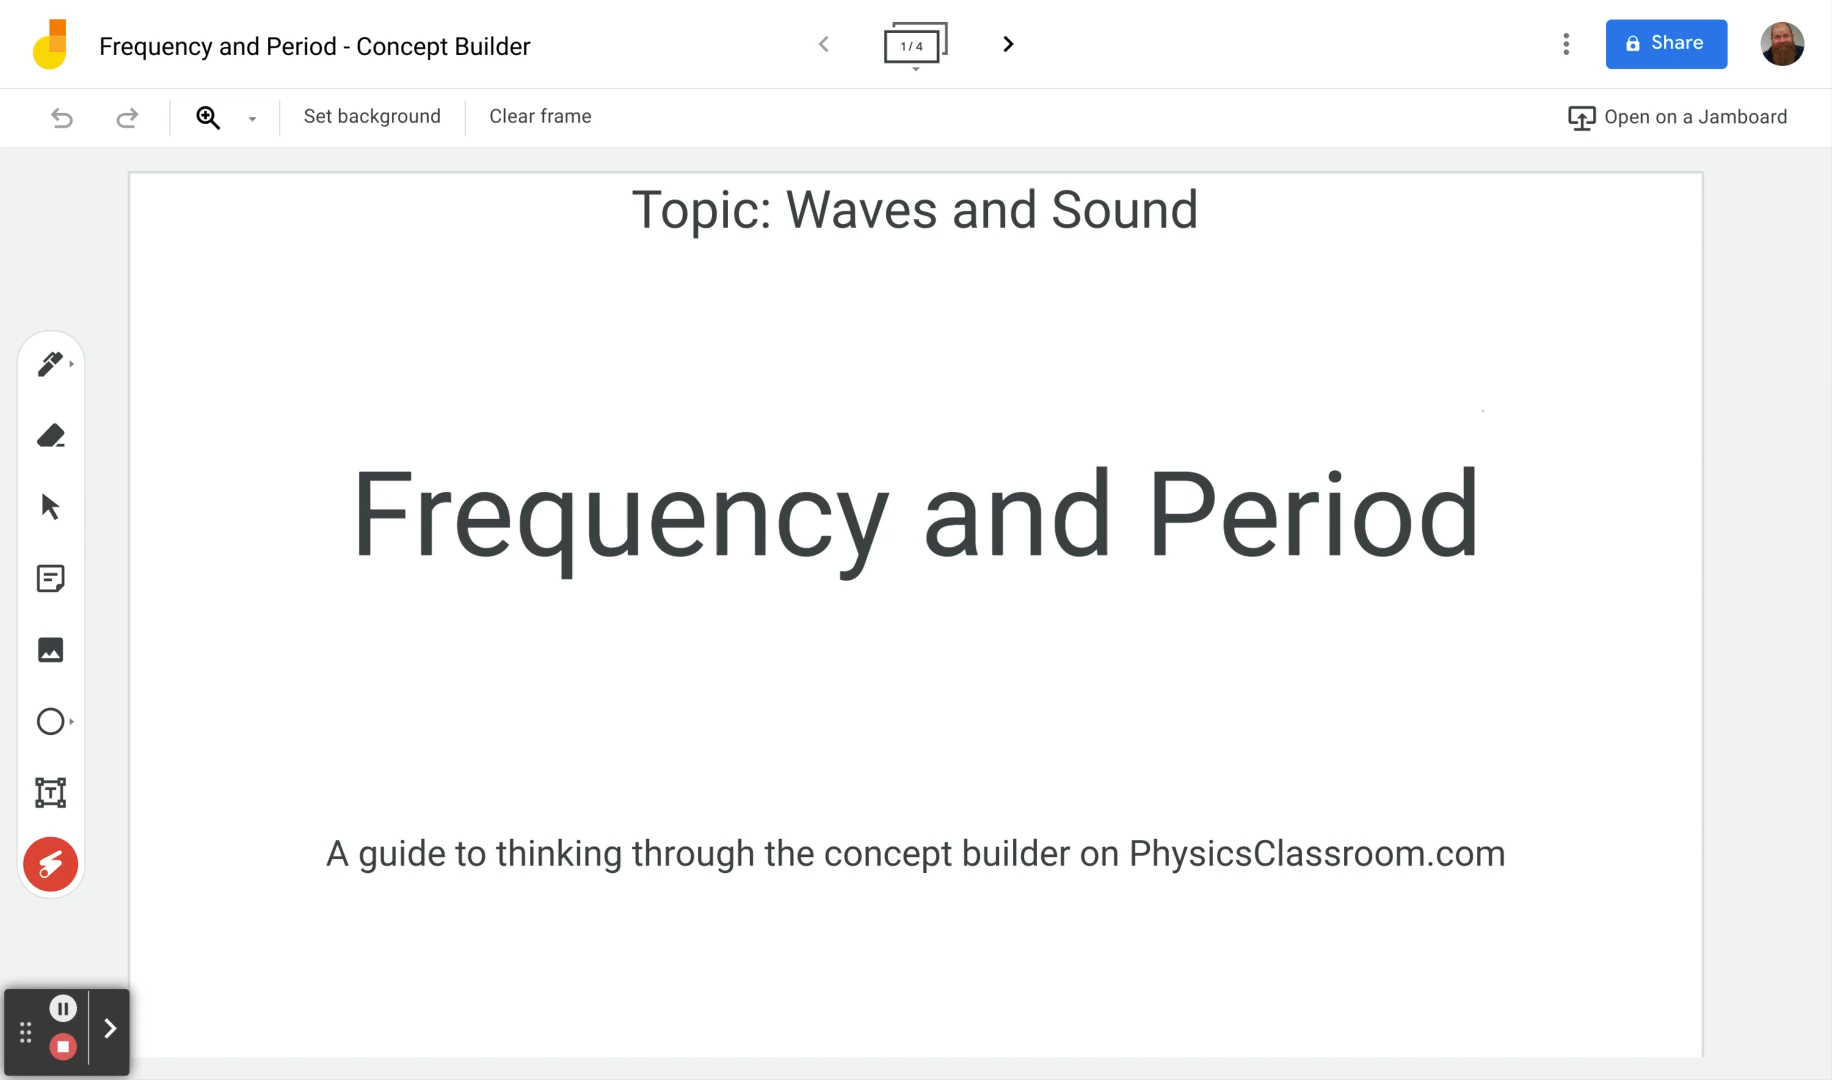 Frequency and Period - Concept Builder
1 / 4
Share
Set background
Clear frame
Open on a Jamboard
Topic: Waves and Sound
Frequency and Period
A guide to thinking through the concept builder on PhysicsClassroom.com